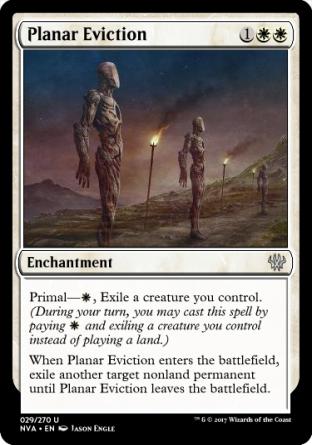 Planar Eviction 1
Enchantment
Primal—, Exile a creature you control.
(During your turn, you may cast this spell by
paying and exiling a creature you control
instead of playing a land.)
When Planar Eviction enters the battlefield,
exile another target nonland permanent
until Planar Eviction leaves the battlefield.
029/270 U
NVA • EN Jason Engle
™ & © 2017 Wizards of the Coast